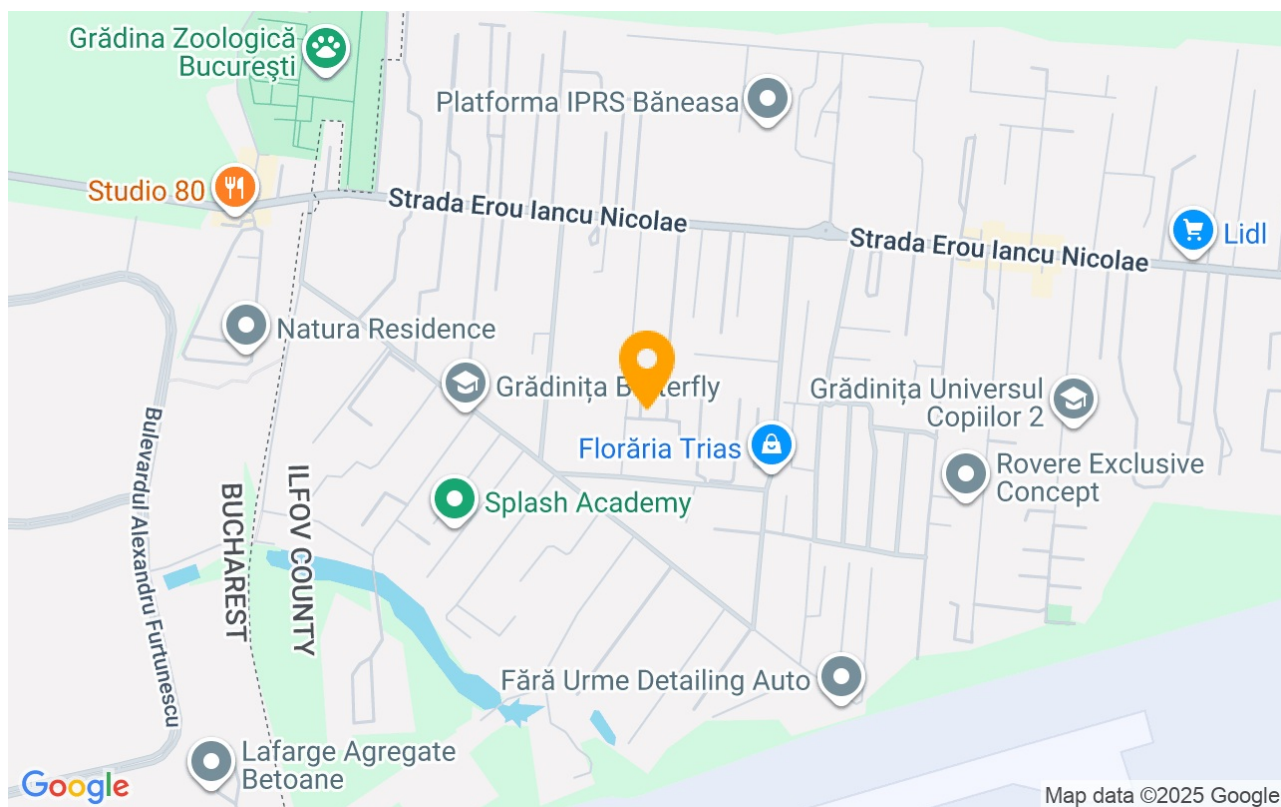 Grădina Zoologică
București
Platforma IPRS Băneasa
Studio 80
Strada Erou Iancu Nicolae
Strada Erou Iancu Nicolae
Lidl
Natura Residence
Grădinița Butterfly
Grădinița Universul
Copiilor 2
Florăria Trias
Rovere Exclusive
Concept
Splash Academy
Bulevardul Alexandru Furtunescu
BUCHAREST
ILFOV COUNTY
Fără Urme Detailing Auto
Lafarge Agregate
Betoane
Google
Map data ©2025 Google